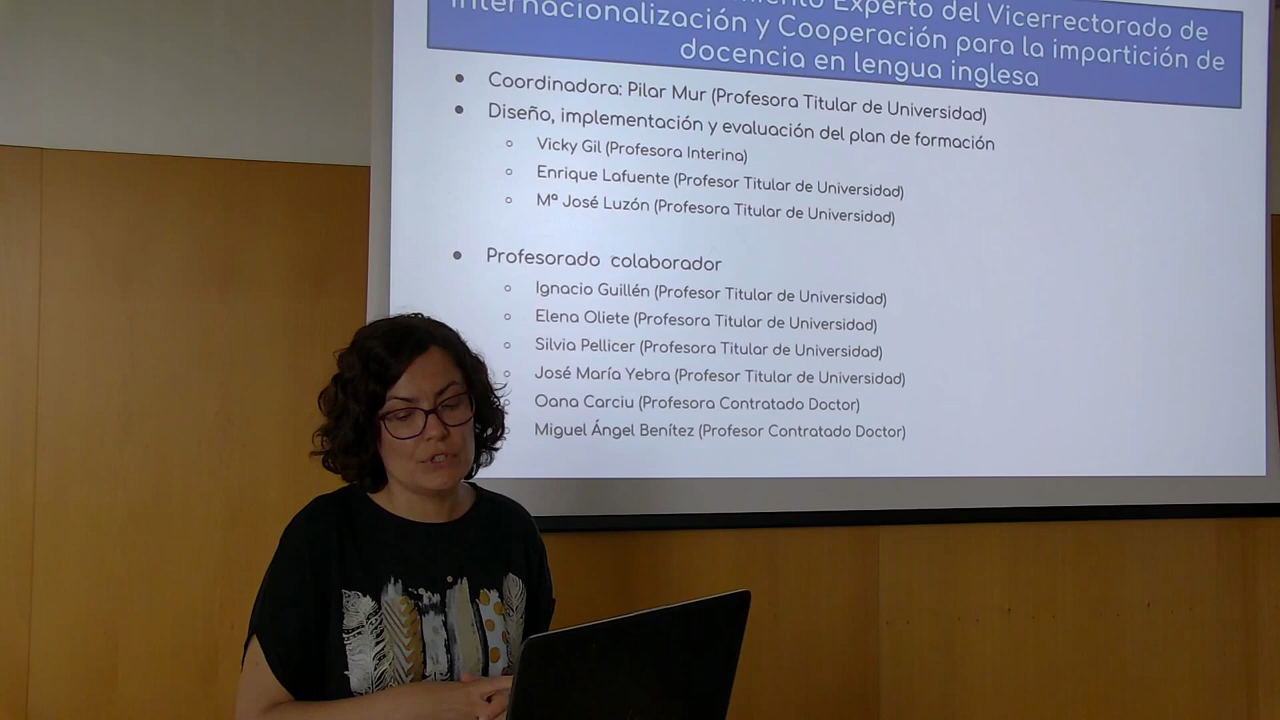 Experto del Vicerrectorado de
Internacionalización y Cooperación para la impartición de
docencia en lengua inglesa
Coordinadora: Pilar Mur (Profesora Titular de Universidad)
Diseño, implementación y evaluación del plan de formación
Vicky Gil (Profesora Interina)
Enrique Lafuente (Profesor Titular de Universidad)
Mª José Luzón (Profesora Titular de Universidad)
Profesorado colaborador
Ignacio Guillén (Profesor Titular de Universidad)
Elena Oliete (Profesora Titular de Universidad)
Silvia Pellicer (Profesora Titular de Universidad)
José María Yebra (Profesor Titular de Universidad)
Oana Carciu (Profesora Contratado Doctor)
Miguel Ángel Benítez (Profesor Contratado Doctor)